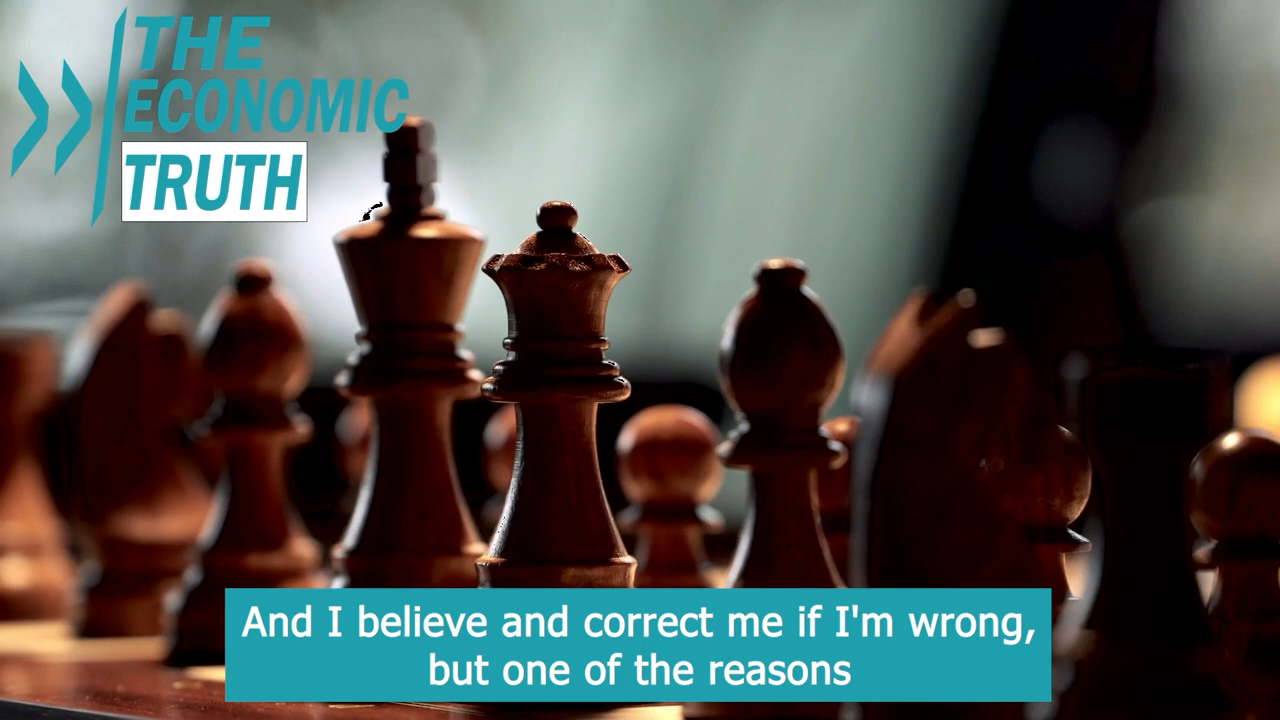 THE
ECONOMIC
TRUTH
And I believe and correct me if I'm wrong,
but one of the reasons